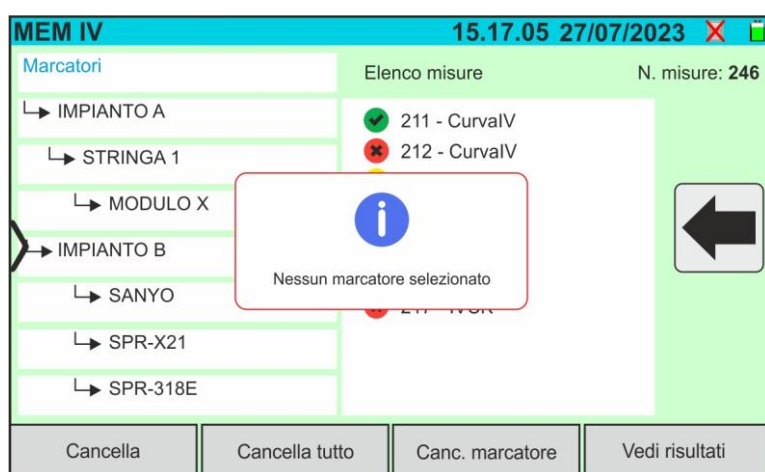 MEM IV 15.17.05 27/07/2023
Marcatori
Elenco misure N. misure: 246
IMPIANTO A
STRINGA 1
MODULO X
IMPIANTO B
SANYO
SPR-X21
SPR-318E
211 - CurvaIV
212 - CurvaIV
Nessun marcatore selezionato
Cancella Cancella tutto Canc. marcatore Vedi risultati